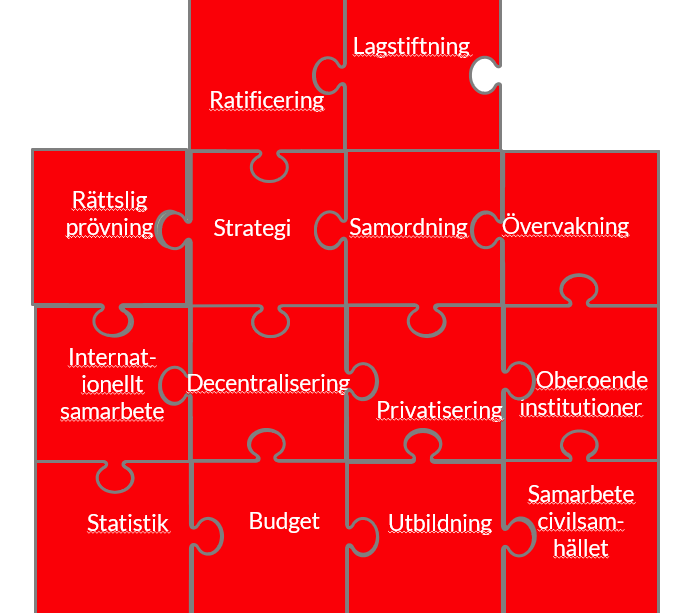 Lagstiftning
Ratificering
Rättslig
prövning
Strategi
Samordning
Övervakning
Internat-
ionellt
samarbete
Decentralisering
Privatisering
Oberoende
institutioner
Statistik
Budget
Utbildning
Samarbete
civilsam-
hället